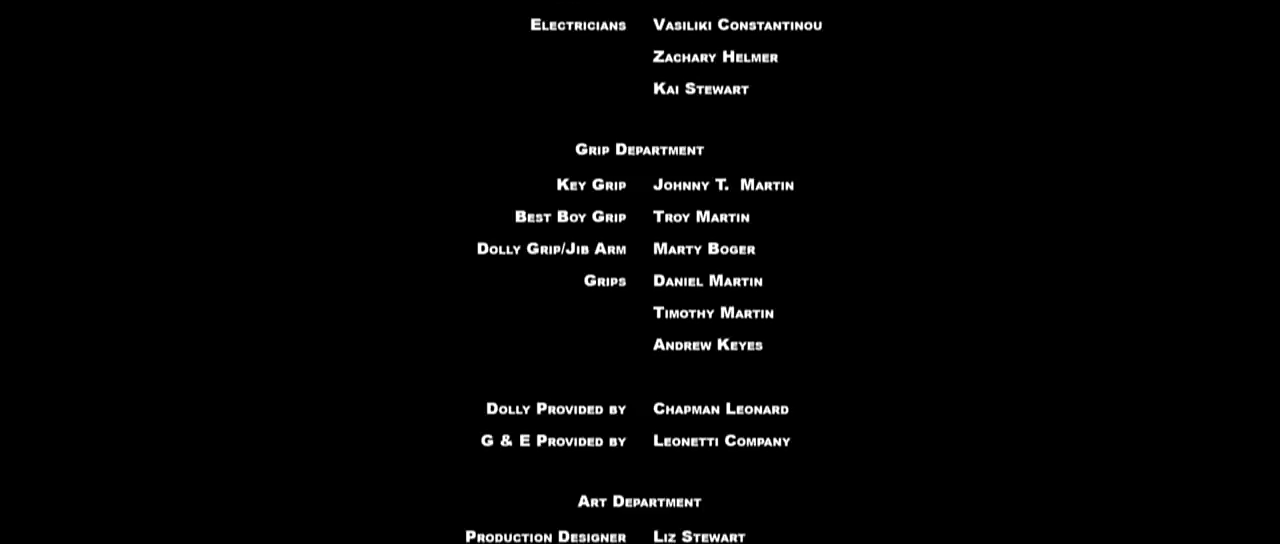 Electricians Vasiliki Constantinou
Zachary Helmer
Kai Stewart
Grip Department
Key Grip Johnny T. Martin
Best Boy Grip Troy Martin
Dolly Grip/Jib Arm Marty Boger
Grips Daniel Martin
Timothy Martin
Andrew Keyes
Dolly Provided by Chapman Leonard
G & E Provided by Leonetti Company
Art Department
Production Designer Liz Stewart